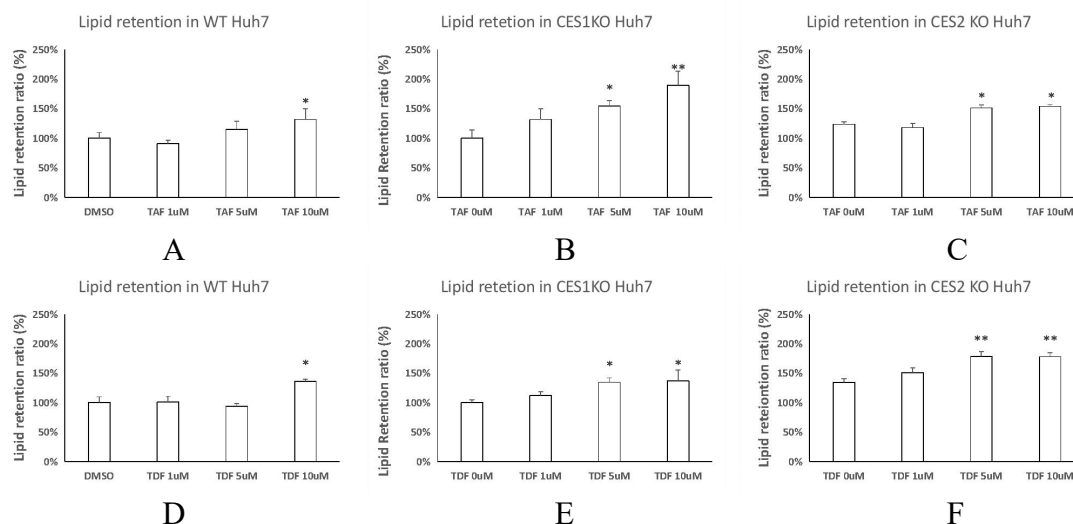 Lipid retention in WT Huh7
Lipid retention ratio (%)
250%
200%
150%
100%
50%
0%
*
DMSO TAF 1uM TAF 5uM TAF 10uM
A
Lipid retetion in CES1KO Huh7
Lipid Retention ratio (%)
250%
200%
150%
100%
50%
0%
* **
TAF 0uM TAF 1uM TAF 5uM TAF 10uM
B
Lipid retention in CES2 KO Huh7
Lipid retention ratio (%)
250%
200%
150%
100%
50%
0%
* *
TAF 0uM TAF 1uM TAF 5uM TAF 10uM
C
Lipid retention in WT Huh7
Lipid retention ratio (%)
250%
200%
150%
100%
50%
0%
*
DMSO TDF 1uM TDF 5uM TDF 10uM
D
Lipid retetion in CES1KO Huh7
Lipid Retention ratio (%)
250%
200%
150%
100%
50%
0%
* *
TDF 0uM TDF 1uM TDF 5uM TDF 10uM
E
Lipid retention in CES2 KO Huh7
Lipid reteiontion ratio (%)
250%
200%
150%
100%
50%
0%
** **
TDF 0uM TDF 1uM TDF 5uM TDF 10uM
F